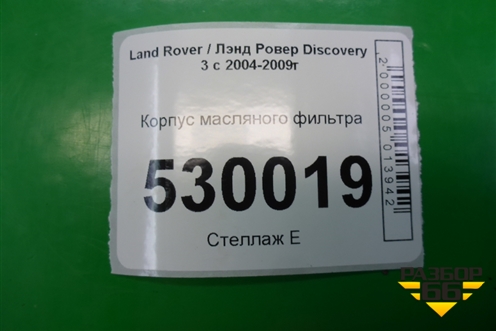 Land Rover / Лэнд Ровер Discovery
3 с 2004-2009г
Корпус масляного фильтра
530019
Стеллаж Е
2000005013942
РАЗБОР
66